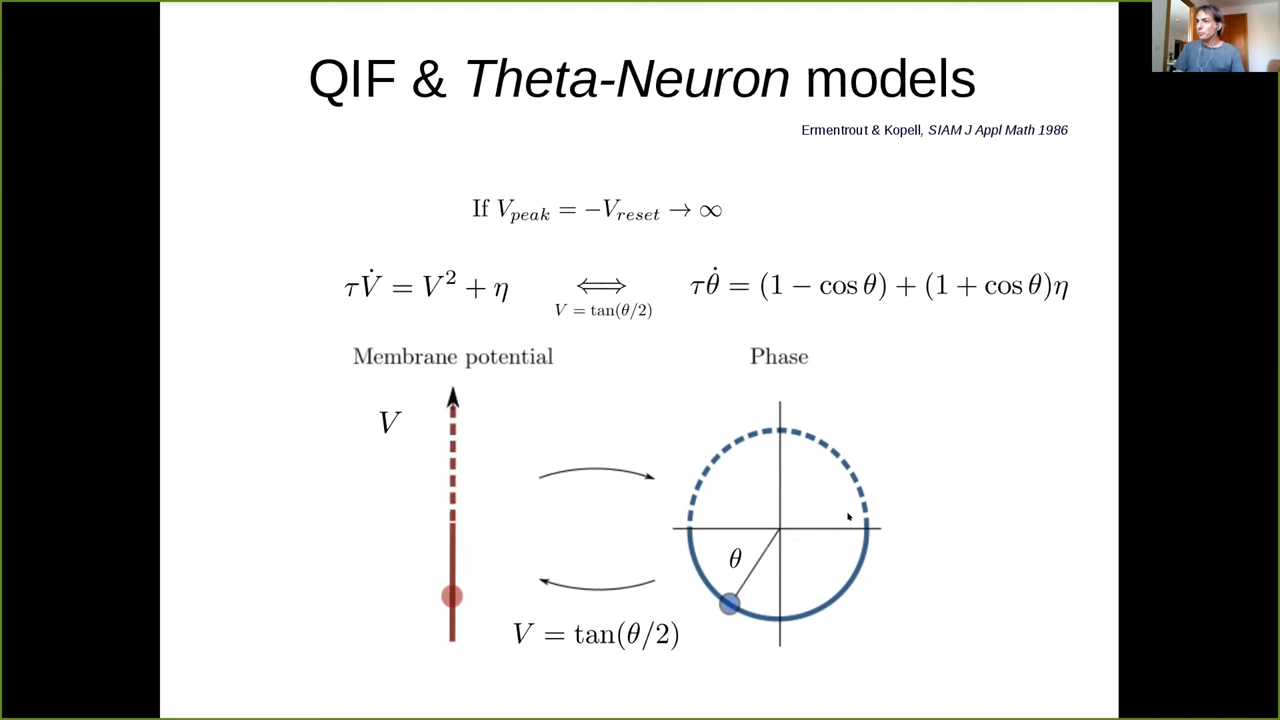 QIF & Theta-Neuron models
Ermentrout & Kopell, SIAM J Appl Math 1986
If V_peak = −V_reset → ∞
τV̇ = V² + η ⟺ τθ̇ = (1 − cos θ) + (1 + cos θ)η
V = tan(θ/2)
Membrane potential Phase
V
θ
V = tan(θ/2)